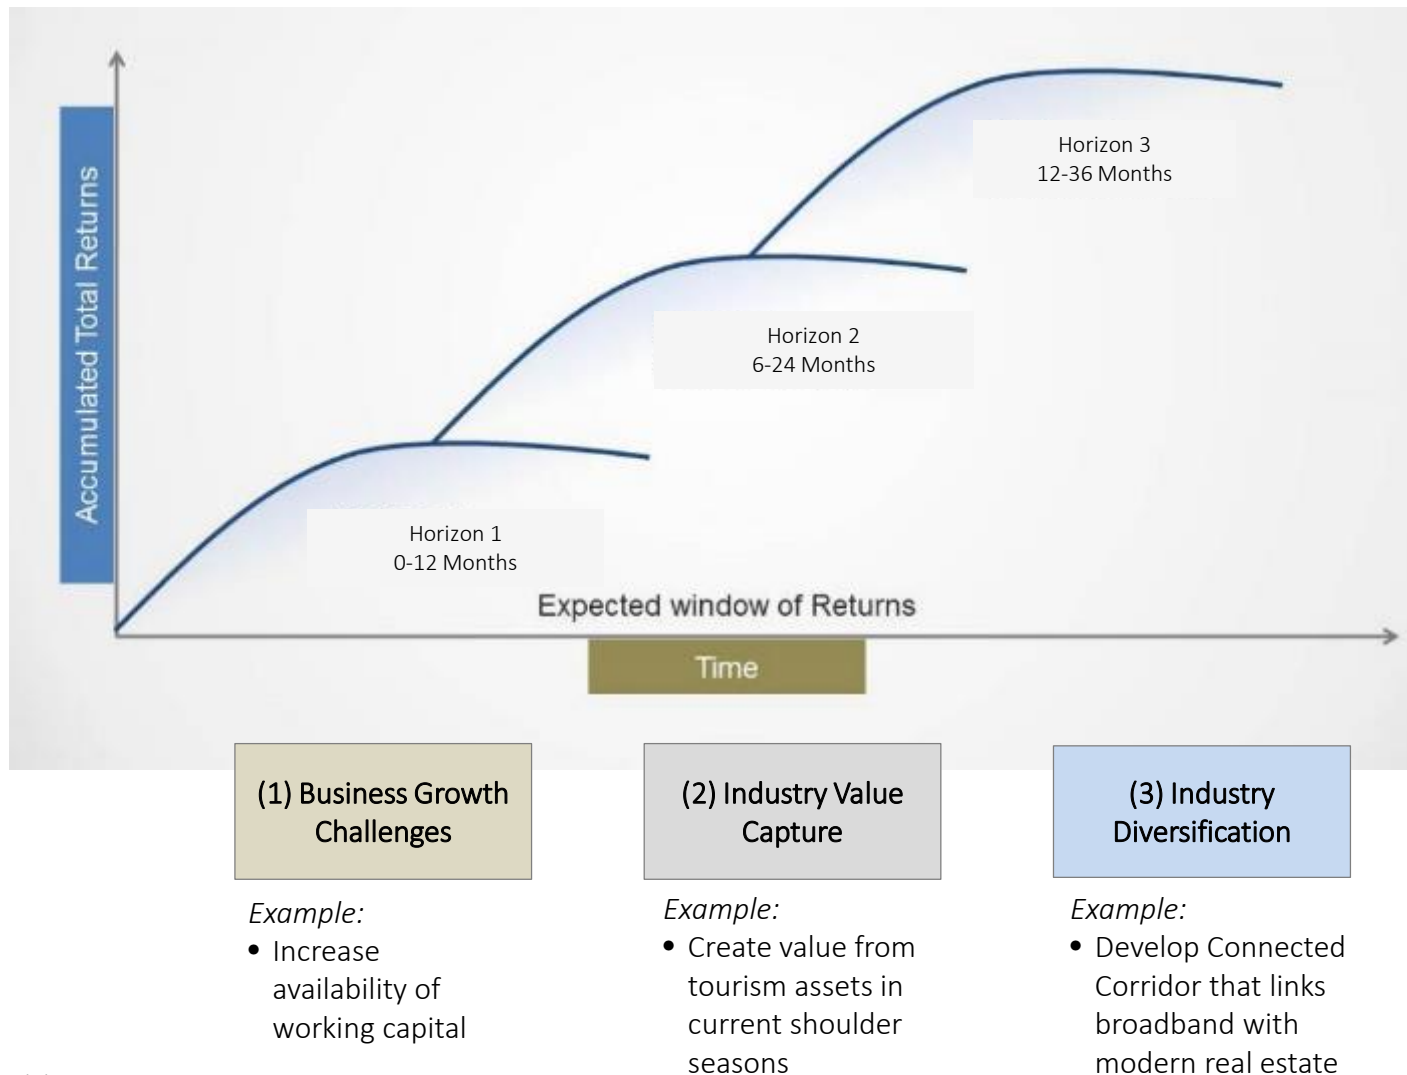 Accumulated Total Returns
Horizon 3
12-36 Months
Horizon 2
6-24 Months
Horizon 1
0-12 Months
Expected window of Returns
Time
(1) Business Growth
Challenges
(2) Industry Value
Capture
(3) Industry
Diversification
Example:
• Increase
availability of
working capital
Example:
• Create value from
tourism assets in
current shoulder
seasons
Example:
• Develop Connected
Corridor that links
broadband with
modern real estate